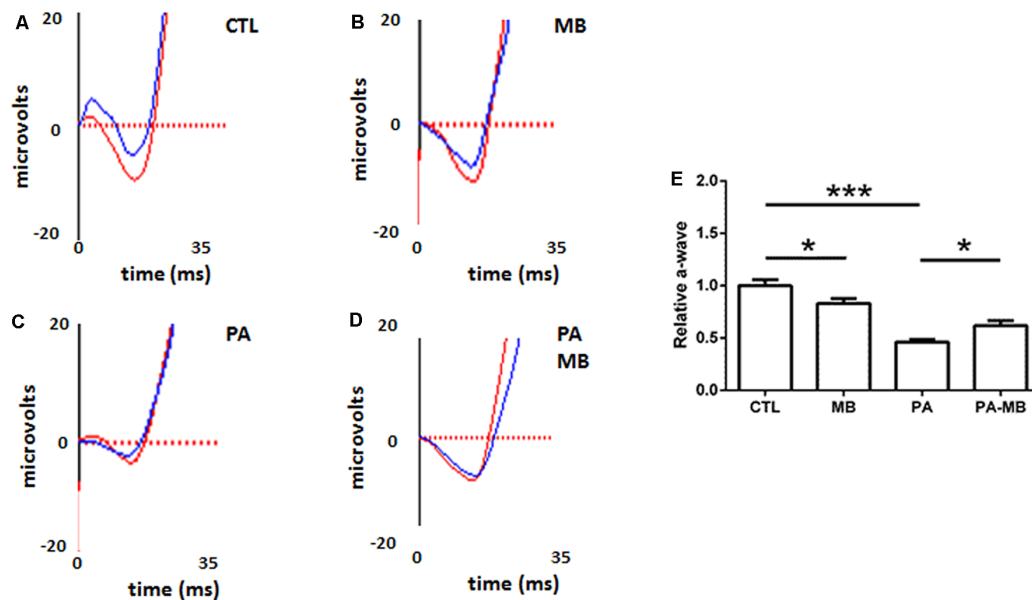 A
20
CTL
microvolts
0
-20
0
35
time (ms)
B
20
MB
microvolts
0
-20
0
35
time (ms)
C
20
PA
microvolts
0
-20
0
35
time (ms)
D
20
PA
MB
microvolts
0
-20
0
35
time (ms)
E
2.0
1.5
1.0
0.5
0.0
Relative a-wave
***
*
*
CTL
MB
PA
PA-MB